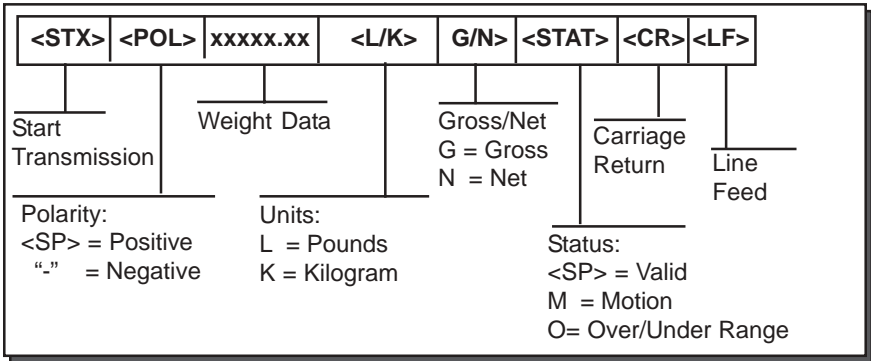 <STX> <POL> xxxxx.xx <L/K> G/N> <STAT> <CR> <LF>
Start
Transmission
Weight Data
Gross/Net
G = Gross
N = Net
Carriage
Return
Line
Feed
Polarity:
<SP> = Positive
“-” = Negative
Units:
L = Pounds
K = Kilogram
Status:
<SP> = Valid
M = Motion
O= Over/Under Range